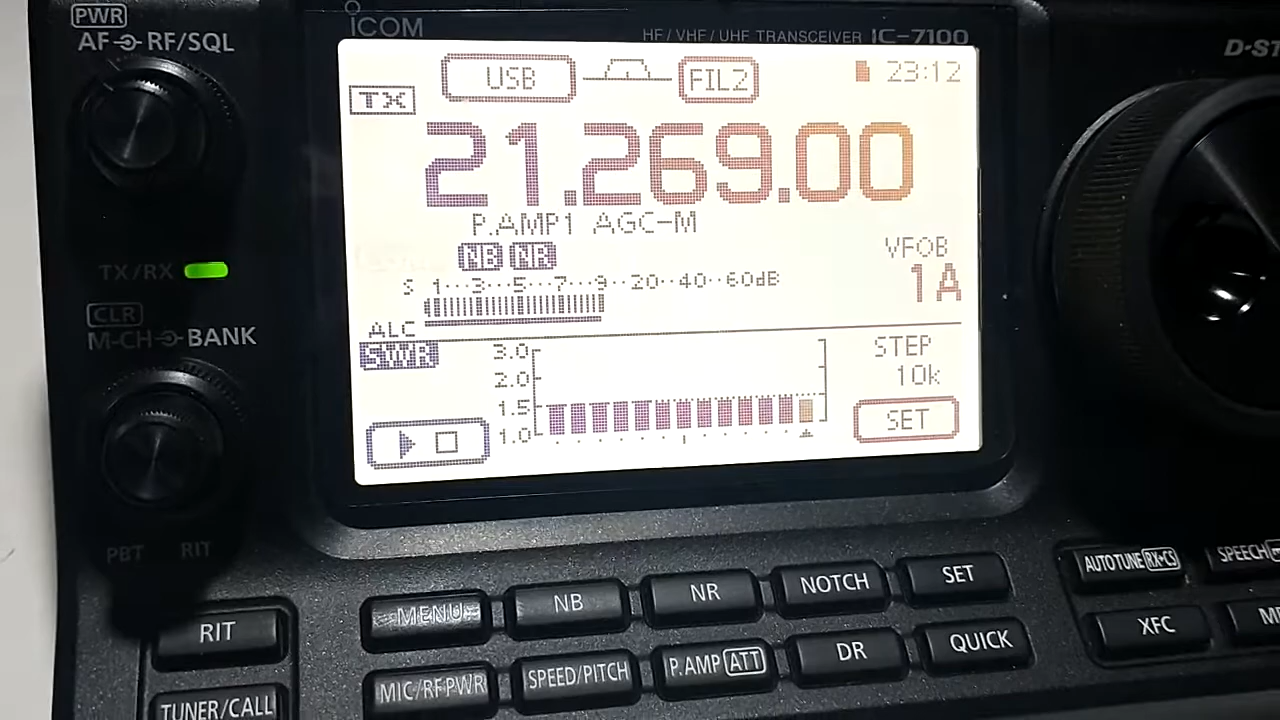 PWR
AF RF/SQL
ICOM
HF/VHF/UHF TRANSCEIVER IC-7100
D-ST
USB FIL2 23:12
TX
21.269.00
P.AMP1 AGC-M
NB NR
VFOB
1A
TX/RX
S 1···3···5···7···9··20··40··60dB
CLR
M-CH BANK
ALC
SWR
3.0
2.0
1.5
1.0
STEP
10k
SET
PBT RIT
MENU NB NR NOTCH SET
AUTOTUNE RX-CS SPEECH
RIT
MIC/RF PWR SPEED/PITCH P.AMP ATT DR QUICK
XFC
TUNER/CALL